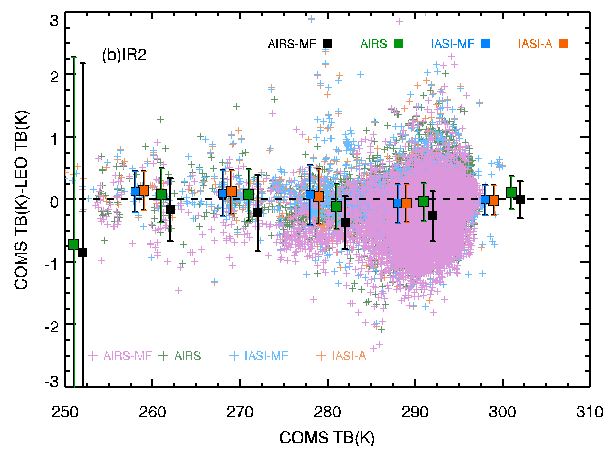 3
(b)IR2
AIRS-MF AIRS IASI-MF IASI-A
2
1
0
-1
-2
-3
COMS TB(K)-LEO TB(K)
AIRS-MF AIRS IASI-MF IASI-A
250 260 270 280 290 300 310
COMS TB(K)